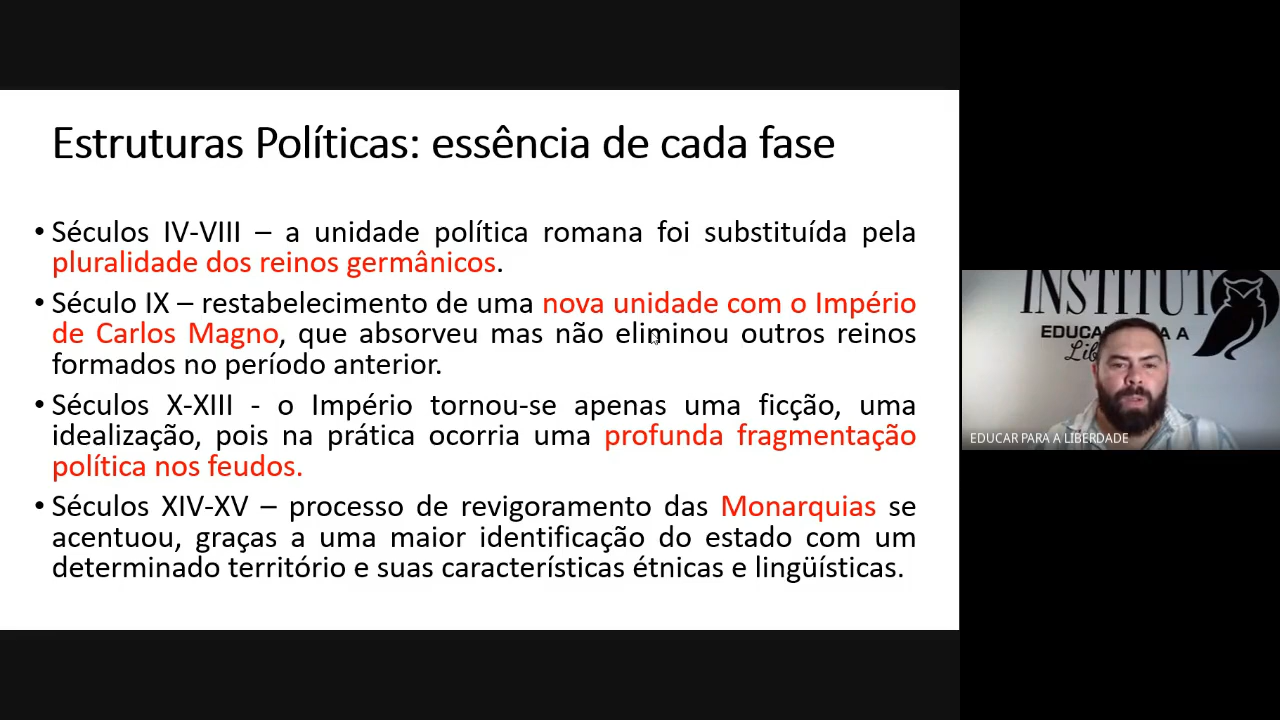 Estruturas Políticas: essência de cada fase
• Séculos IV-VIII – a unidade política romana foi substituída pela
pluralidade dos reinos germânicos.
• Século IX – restabelecimento de uma nova unidade com o Império
de Carlos Magno, que absorveu mas não eliminou outros reinos
formados no período anterior.
• Séculos X-XIII - o Império tornou-se apenas uma ficção, uma
idealização, pois na prática ocorria uma profunda fragmentação
política nos feudos.
• Séculos XIV-XV – processo de revigoramento das Monarquias se
acentuou, graças a uma maior identificação do estado com um
determinado território e suas características étnicas e lingüísticas.
INSTITUT
EDUCA A A
Lib
EDUCAR PARA A LIBERDADE